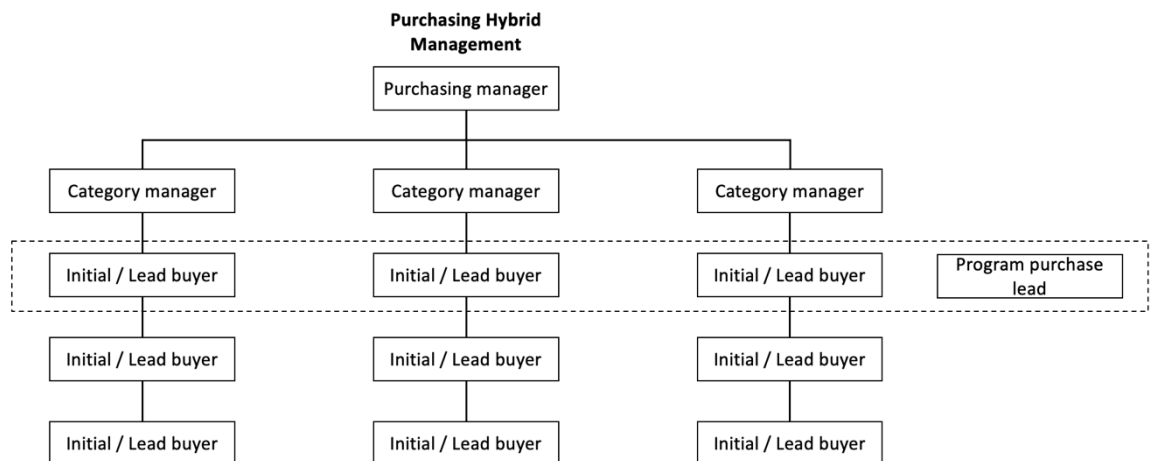 Purchasing Hybrid
Management
Purchasing manager
Category manager
Category manager
Category manager
Initial / Lead buyer
Initial / Lead buyer
Initial / Lead buyer
Program purchase
lead
Initial / Lead buyer
Initial / Lead buyer
Initial / Lead buyer
Initial / Lead buyer
Initial / Lead buyer
Initial / Lead buyer